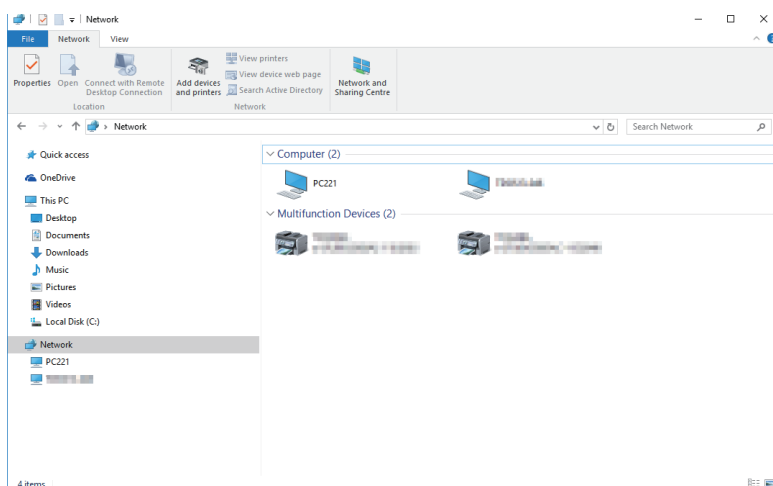 Network
File Network View
Properties
Open
Connect with Remote
Desktop Connection
Location
Add devices
and printers
View printers
View device web page
Search Active Directory
Network
Network and
Sharing Centre
Network
Search Network
Quick access
OneDrive
This PC
Desktop
Documents
Downloads
Music
Pictures
Videos
Local Disk (C:)
Network
PC221
Computer (2)
PC221
Multifunction Devices (2)
4 items